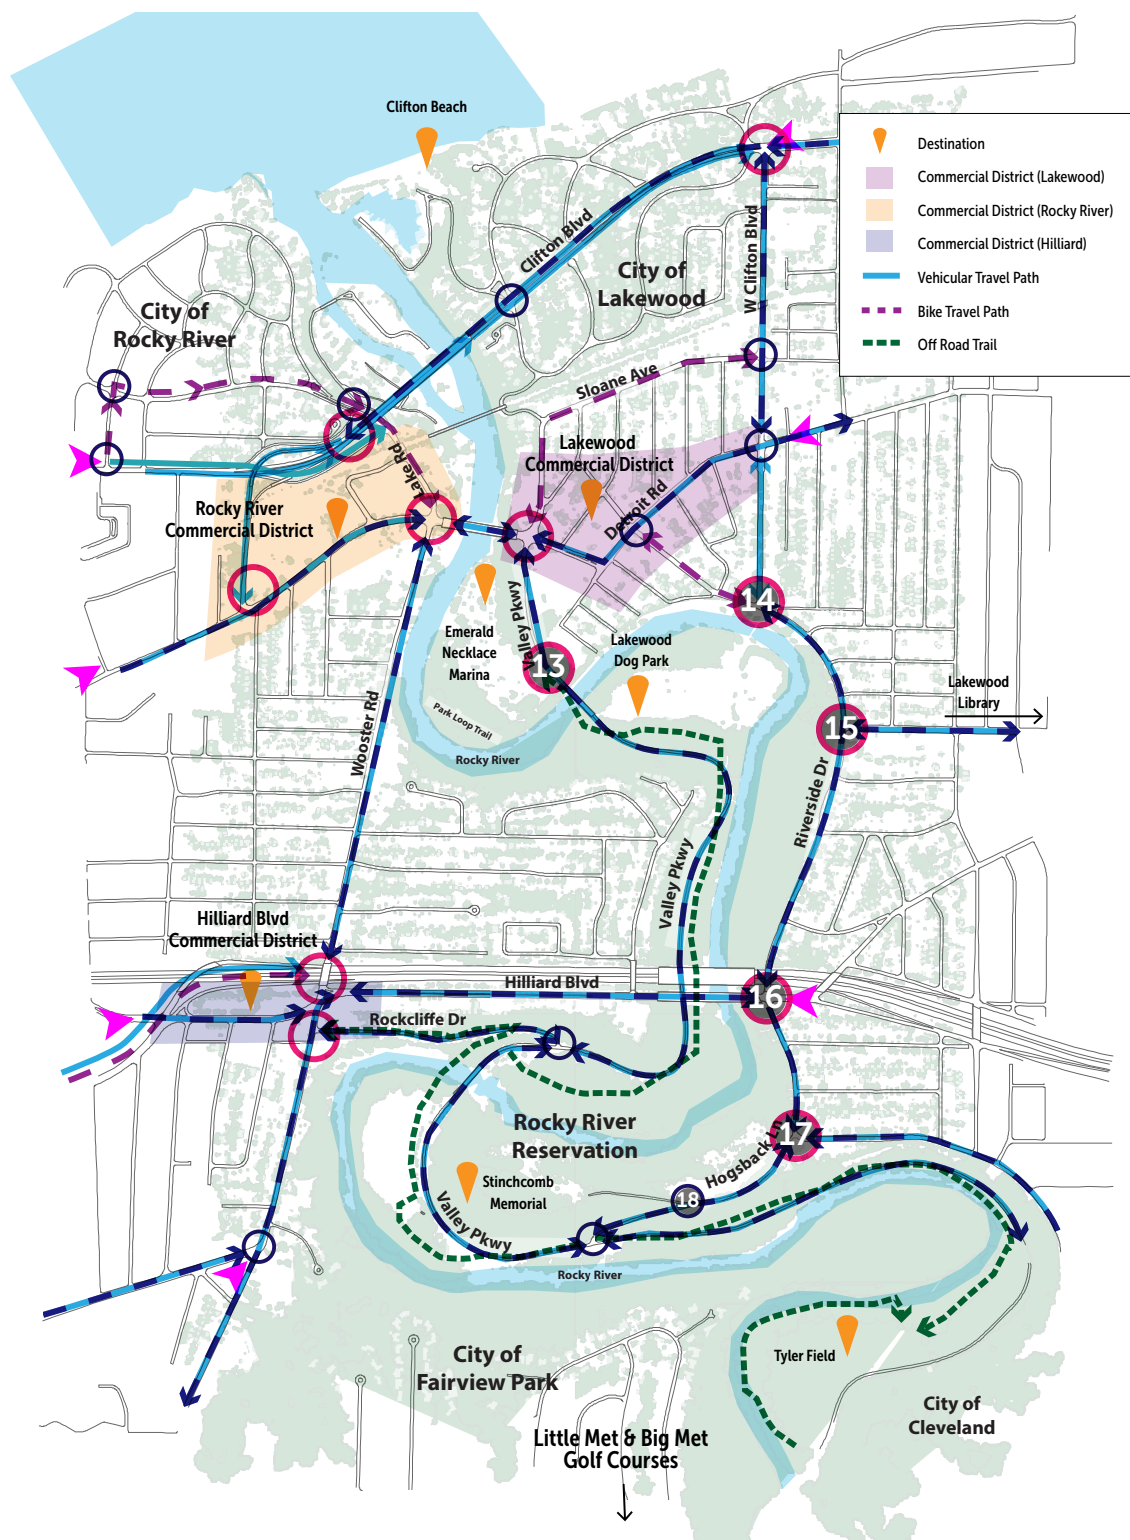 Clifton Beach
Destination
Commercial District (Lakewood)
Commercial District (Rocky River)
Commercial District (Hilliard)
Vehicular Travel Path
Bike Travel Path
Off Road Trail
Clifton Blvd
W Clifton Blvd
City of
Lakewood
City of
Rocky River
Sloane Ave
Lakewood
Commercial District
Lake Rd
Detroit Rd
Rocky River
Commercial District
Valley Pkwy
14
Emerald
Necklace
Marina
13
Lakewood
Dog Park
Lakewood
Library
15
Park Loop Trail
Rocky River
Wooster Rd
Riverside Dr
Valley Pkwy
Hilliard Blvd
Commercial District
Hilliard Blvd
16
Rockcliffe Dr
Rocky River
Reservation
17
Hogsback Ln
18
Stinchcomb
Memorial
Valley Pkwy
Rocky River
Tyler Field
City of
Fairview Park
City of
Cleveland
Little Met & Big Met
Golf Courses